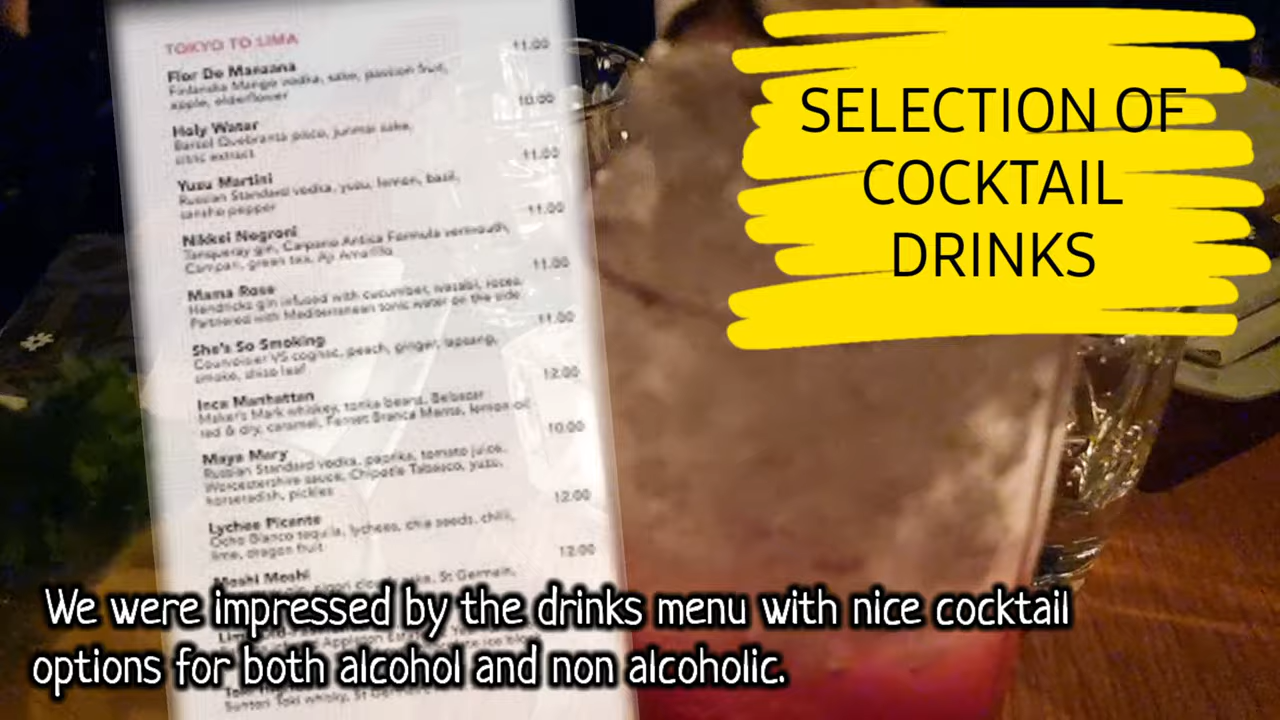 TOKYO TO LIMA
Flor De Manzana 11.00
Finlandia Mango vodka, sake, passion fruit,
apple, elderflower
Holy Water 10.00
Barsol Quebranta pisco, junmai sake,
citric extract
Yuzu Martini 11.00
Russian Standard vodka, yuzu, lemon, basil,
sansho pepper
Nikkei Negroni 11.00
Tanqueray gin, Carpano Antica Formula vermouth,
Campari, green tea, Aji Amarillo
Mama Rosa 11.00
Hendricks gin infused with cucumber, wasabi, rocoa.
Partnered with Mediterranean tonic water on the side
She's So Smoking 11.00
Courvoisier VS cognac, peach, ginger, lapsang,
smoke, shiso leaf
Inca Manhattan 12.00
Maker's Mark whiskey, tonka beans, Belsazar
red & dry, caramel, Fernet Branca Menta, lemon oil
Maya Mary 10.00
Russian Standard vodka, paprika, tomato juice,
Worcestershire sauce, Chipotle Tabasco, yuzu,
horseradish, pickles
Lychee Picante 12.00
Ocho Blanco tequila, lychees, chia seeds, chilli,
lime, dragon fruit
Moshi Moshi 12.00
St Germain,
Suntori Toki whisky, St
SELECTION OF
COCKTAIL
DRINKS
We were impressed by the drinks menu with nice cocktail
options for both alcohol and non alcoholic.